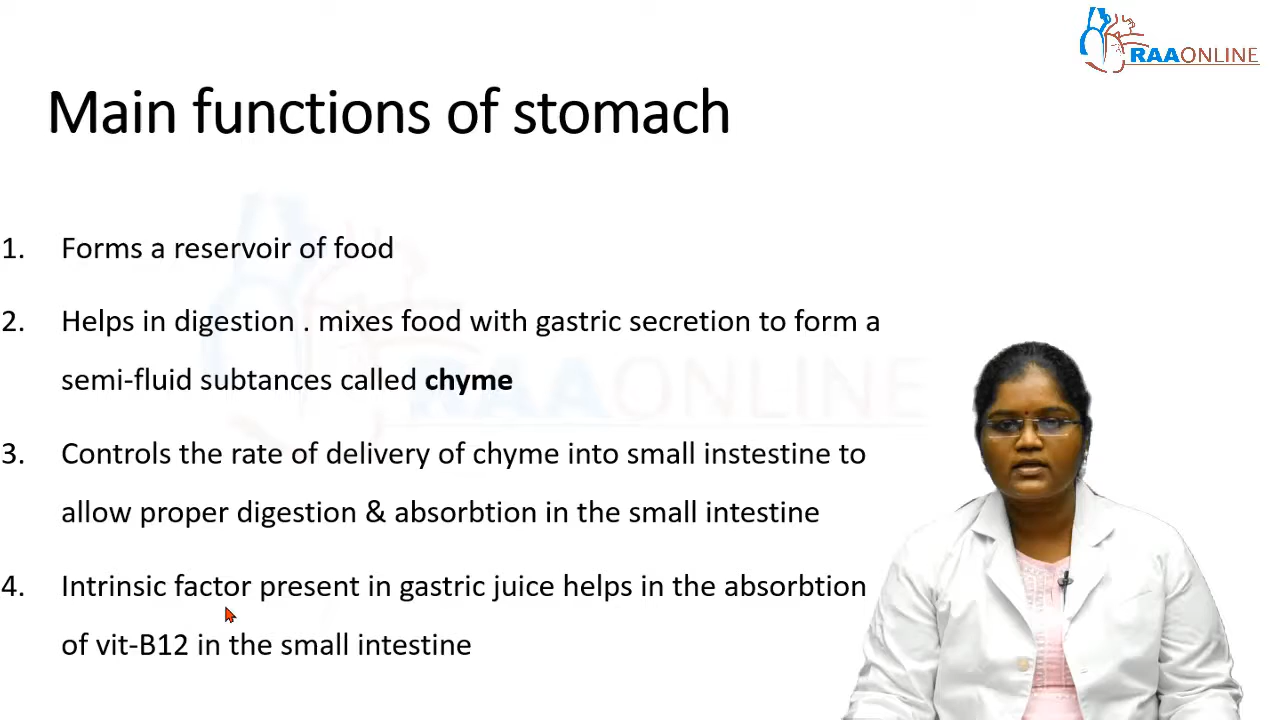 RAAONLINE
Main functions of stomach
1. Forms a reservoir of food
2. Helps in digestion . mixes food with gastric secretion to form a
semi-fluid subtances called chyme
3. Controls the rate of delivery of chyme into small instestine to
allow proper digestion & absorbtion in the small intestine
4. Intrinsic factor present in gastric juice helps in the absorbtion
of vit-B12 in the small intestine
RAAONLINE